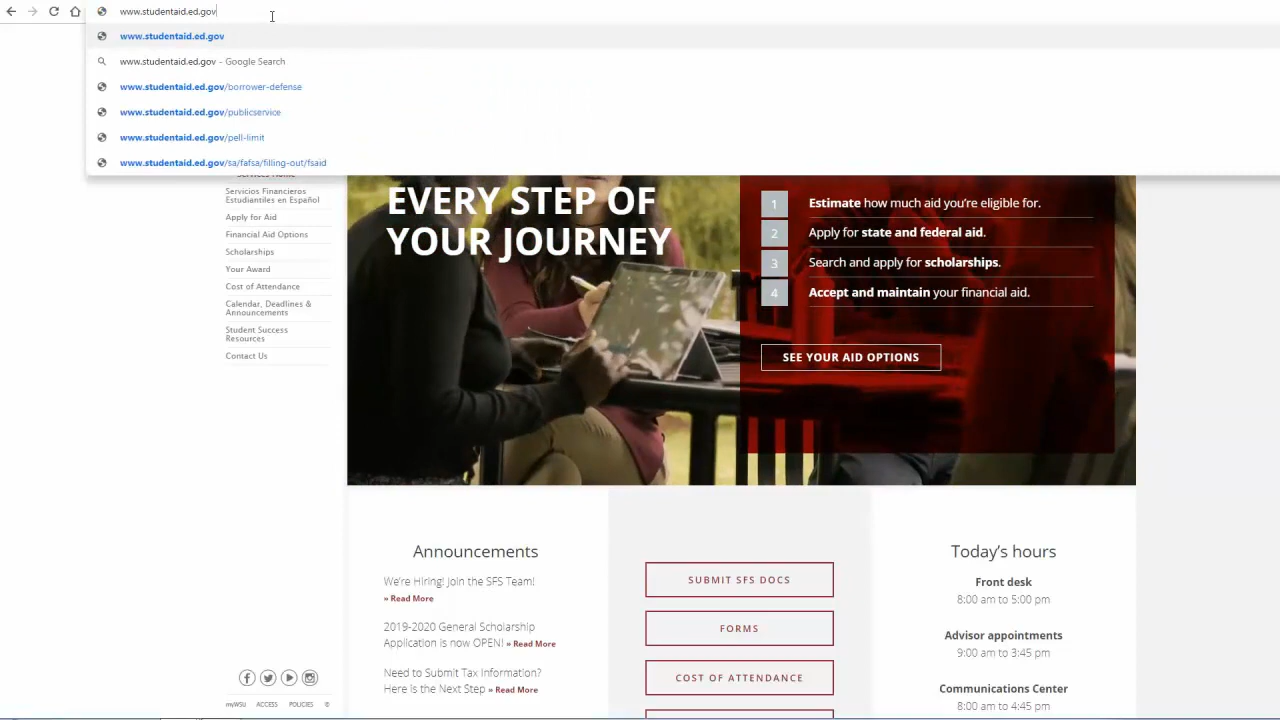 www.studentaid.ed.gov
www.studentaid.ed.gov
www.studentaid.ed.gov - Google Search
www.studentaid.ed.gov/borrower-defense
www.studentaid.ed.gov/publicservice
www.studentaid.ed.gov/pell-limit
www.studentaid.ed.gov/sa/fafsa/filling-out/fsaid
Services Home
Servicios Financieros
Estudiantiles en Español
Apply for Aid
Financial Aid Options
Scholarships
Your Award
Cost of Attendance
Calendar, Deadlines &
Announcements
Student Success
Resources
Contact Us
EVERY STEP OF
YOUR JOURNEY
1 Estimate how much aid you're eligible for.
2 Apply for state and federal aid.
3 Search and apply for scholarships.
4 Accept and maintain your financial aid.
SEE YOUR AID OPTIONS
Announcements
We're Hiring! Join the SFS Team!
» Read More
2019-2020 General Scholarship
Application is now OPEN! » Read More
Need to Submit Tax Information?
Here is the Next Step » Read More
SUBMIT SFS DOCS
FORMS
COST OF ATTENDANCE
Today's hours
Front desk
8:00 am to 5:00 pm
Advisor appointments
9:00 am to 3:45 pm
Communications Center
8:00 am to 4:45 pm
myWSU ACCESS POLICIES ©